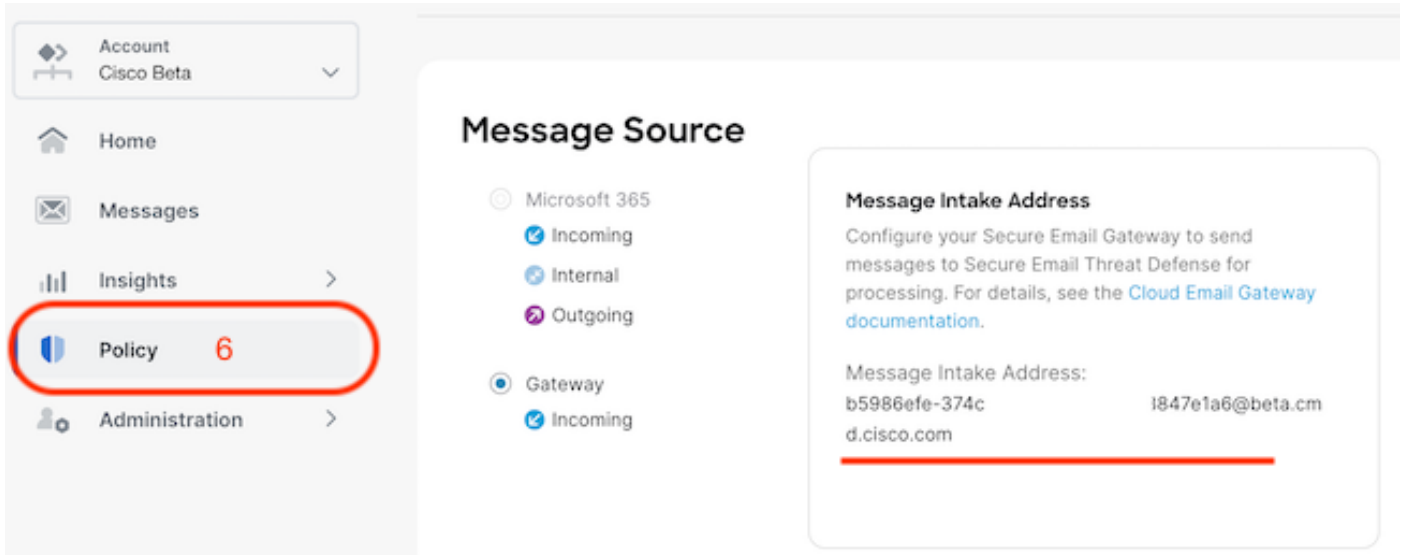 Account
Cisco Beta
Home
Messages
Insights
Policy 6
Administration
Message Source
Microsoft 365
Incoming
Internal
Outgoing
Gateway
Incoming
Message Intake Address
Configure your Secure Email Gateway to send
messages to Secure Email Threat Defense for
processing. For details, see the Cloud Email Gateway
documentation.
Message Intake Address:
b5986efe-374c 847e1a6@beta.cm
d.cisco.com